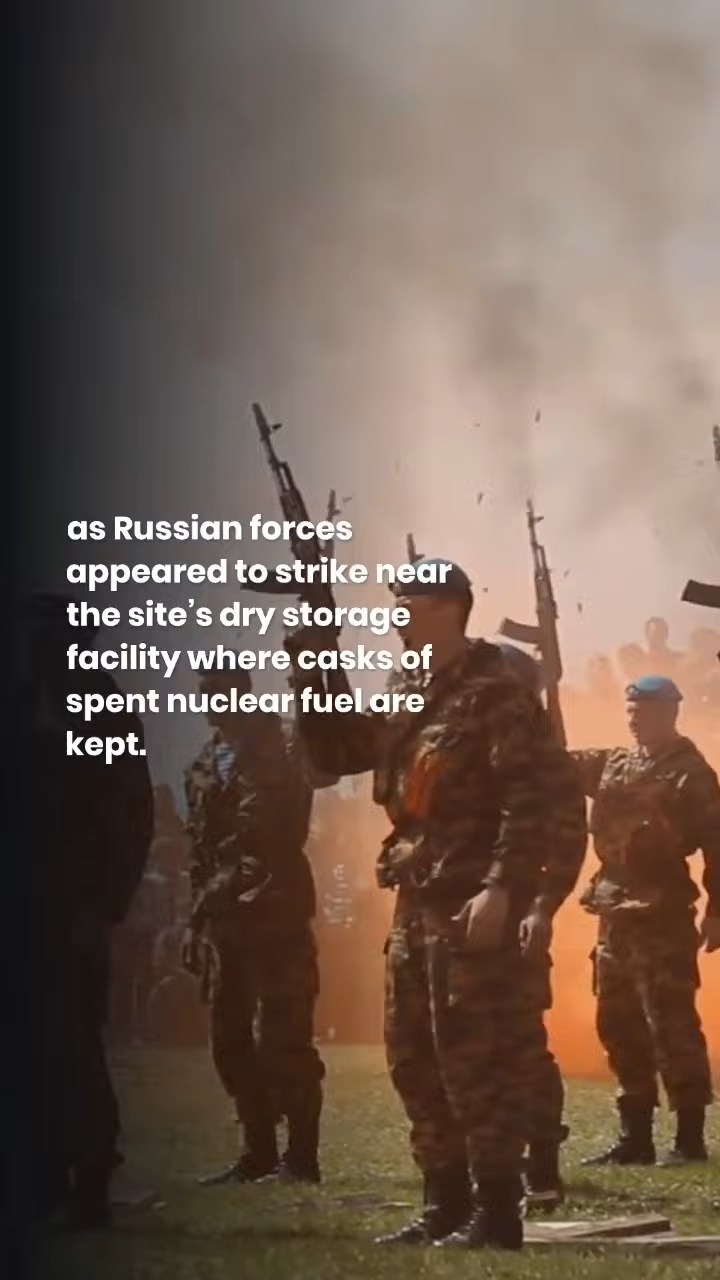 as Russian forces
appeared to strike near
the site’s dry storage
facility where casks of
spent nuclear fuel are
kept.